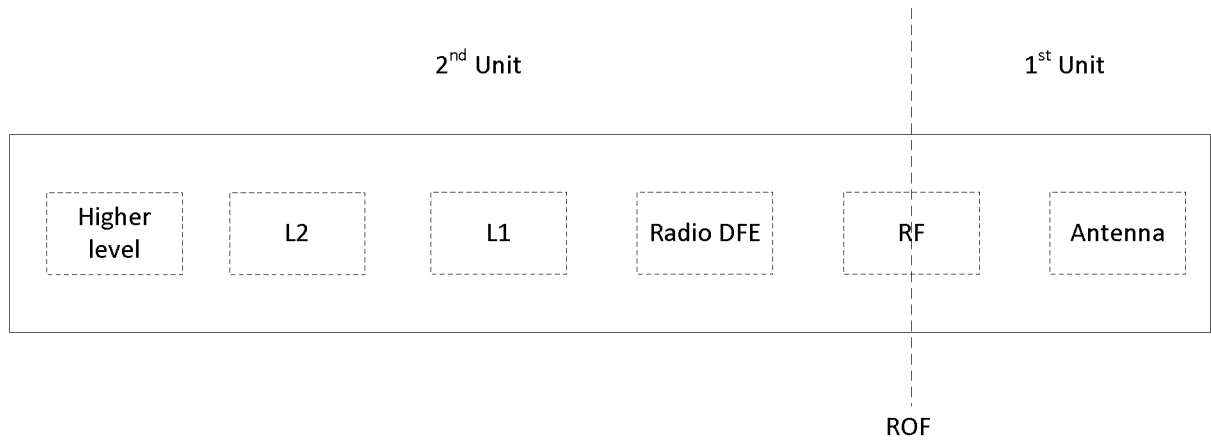 2nd Unit
1st Unit
Higher
level
L2
L1
Radio DFE
RF
Antenna
ROF